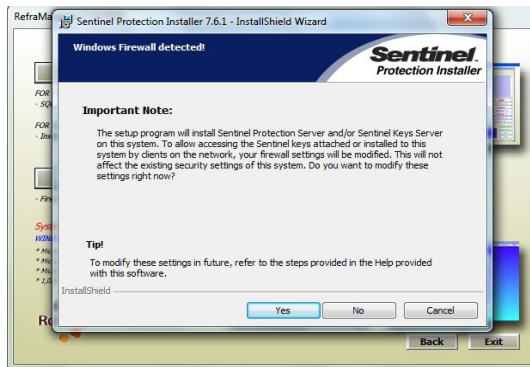 Sentinel Protection Installer 7.6.1 - InstallShield Wizard
Windows Firewall detected!
Sentinel.
Protection Installer
Important Note:
The setup program will install Sentinel Protection Server and/or Sentinel Keys Server
on this system. To allow accessing the Sentinel keys attached or installed to this
system by clients on the network, your firewall settings will be modified. This will not
affect the existing security settings of this system. Do you want to modify these
settings right now?
Tip!
To modify these settings in future, refer to the steps provided in the Help provided
with this software.
InstallShield
Yes
No
Cancel
FOR
FOR
Back
Exit